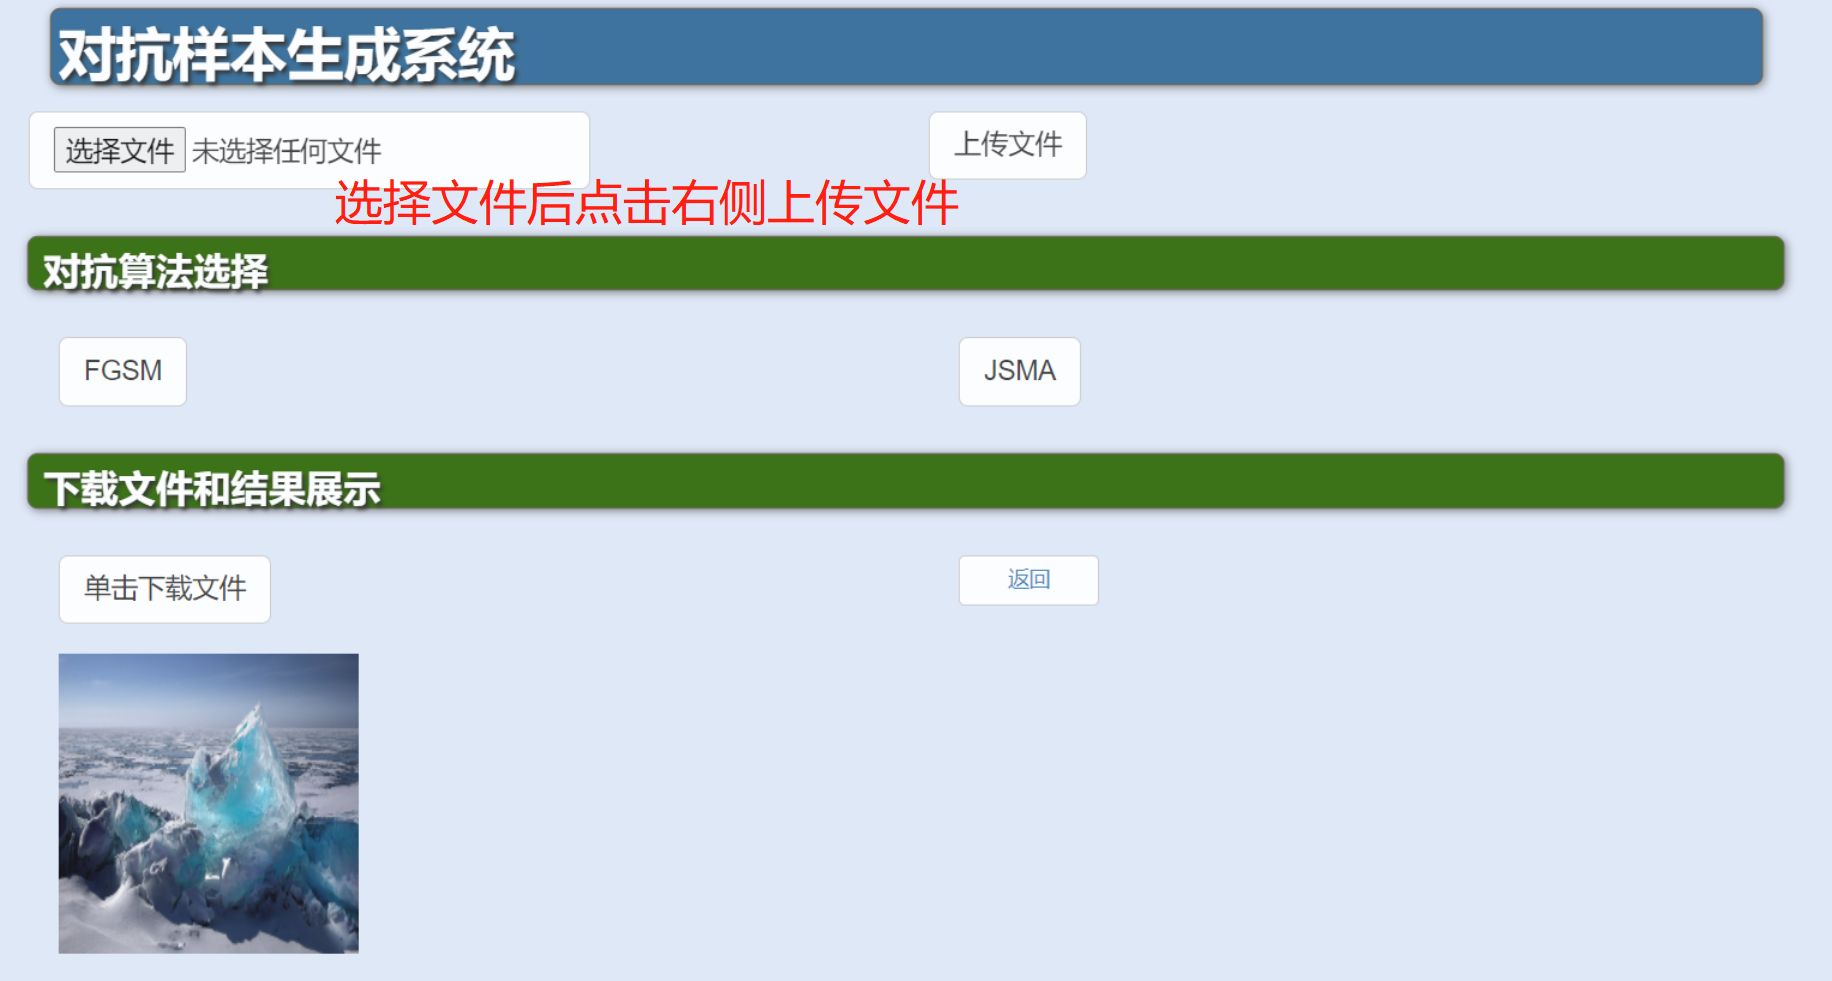 对抗样本生成系统
选择文件 未选择任何文件
上传文件
选择文件后点击右侧上传文件
对抗算法选择
FGSM
JSMA
下载文件和结果展示
单击下载文件
返回